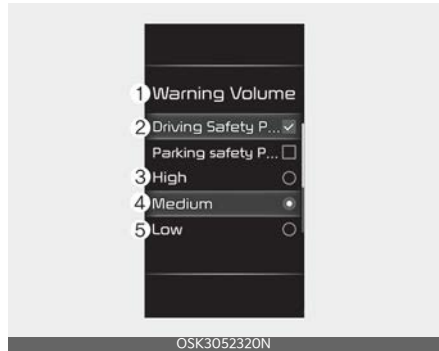 1 Warning Volume
2 Driving Safety P...
Parking safety P...
3 High
4 Medium
5 Low
OSK3052320N